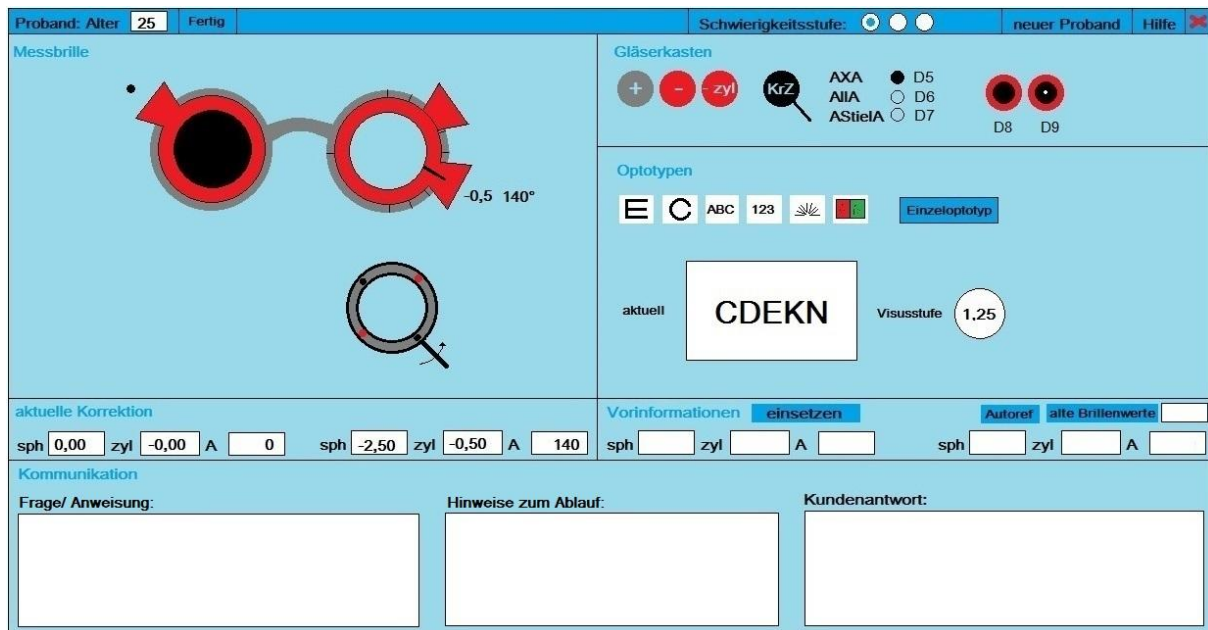 Proband: Alter 25 Fertig Schwierigkeitsstufe: neuer Proband Hilfe
Messbrille
-0,5 140°
Gläserkasten
+ - - zyl KrZ
AXA D5
AIIA D6
AStielA D7
D8 D9
Optotypen
E C ABC 123 Einzeloptotyp
aktuell CDEKN Visusstufe 1,25
aktuelle Korrektion
sph 0,00 zyl -0,00 A 0 sph -2,50 zyl -0,50 A 140
Vorinformationen einsetzen Autoref alte Brillenwerte
sph zyl A sph zyl A
Kommunikation
Frage/ Anweisung: Hinweise zum Ablauf: Kundenantwort: